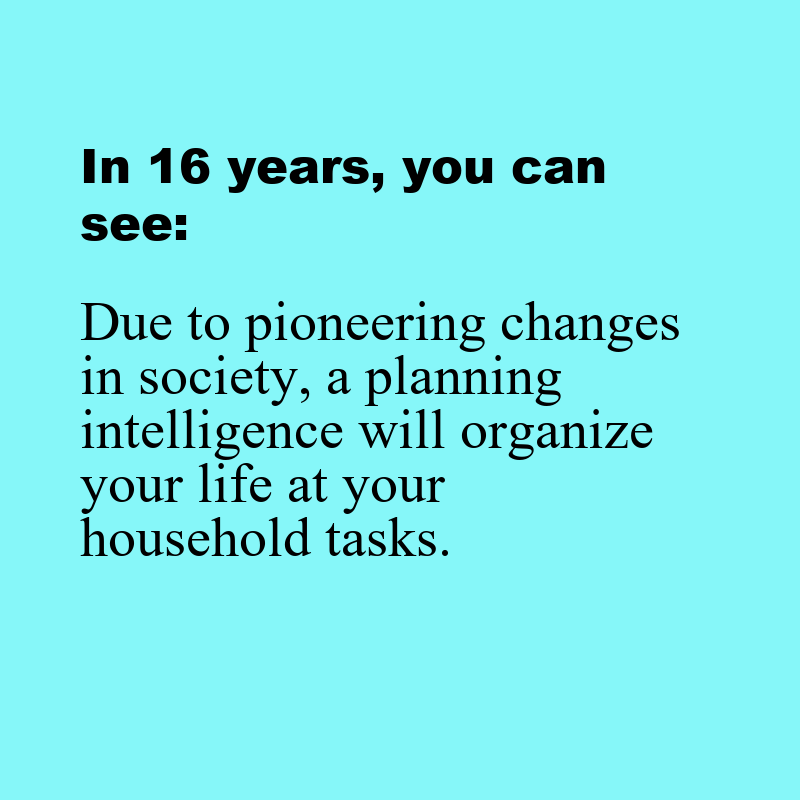 In 16 years, you can
see:
Due to pioneering changes
in society, a planning
intelligence will organize
your life at your
household tasks.